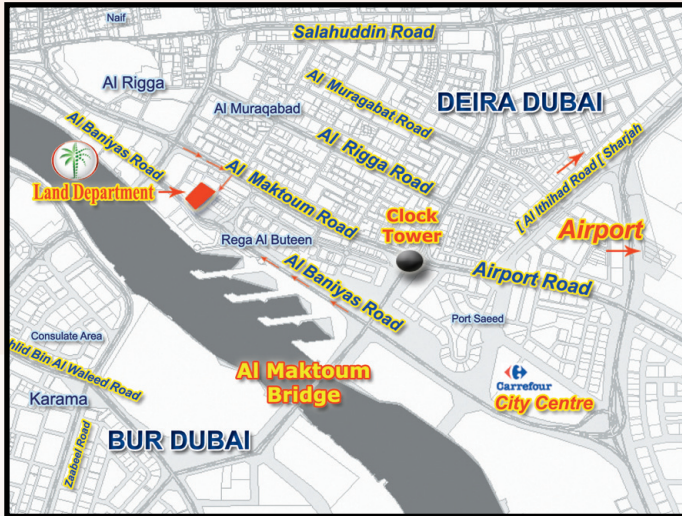 Naif
Salahuddin Road
Al Rigga
Al Muraqabad
Al Muragabat Road
DEIRA DUBAI
Al Baniyas Road
Al Rigga Road
[ Al Ithihad Road [ Sharjah
Land Department
Al Maktoum Road
Clock
Tower
Airport
Rega Al Buteen
Al Baniyas Road
Airport Road
Port Saeed
Consulate Area
hlid Bin Al Waleed Road
Al Maktoum
Bridge
Carrefour
City Centre
Karama
Zaabeel Road
BUR DUBAI